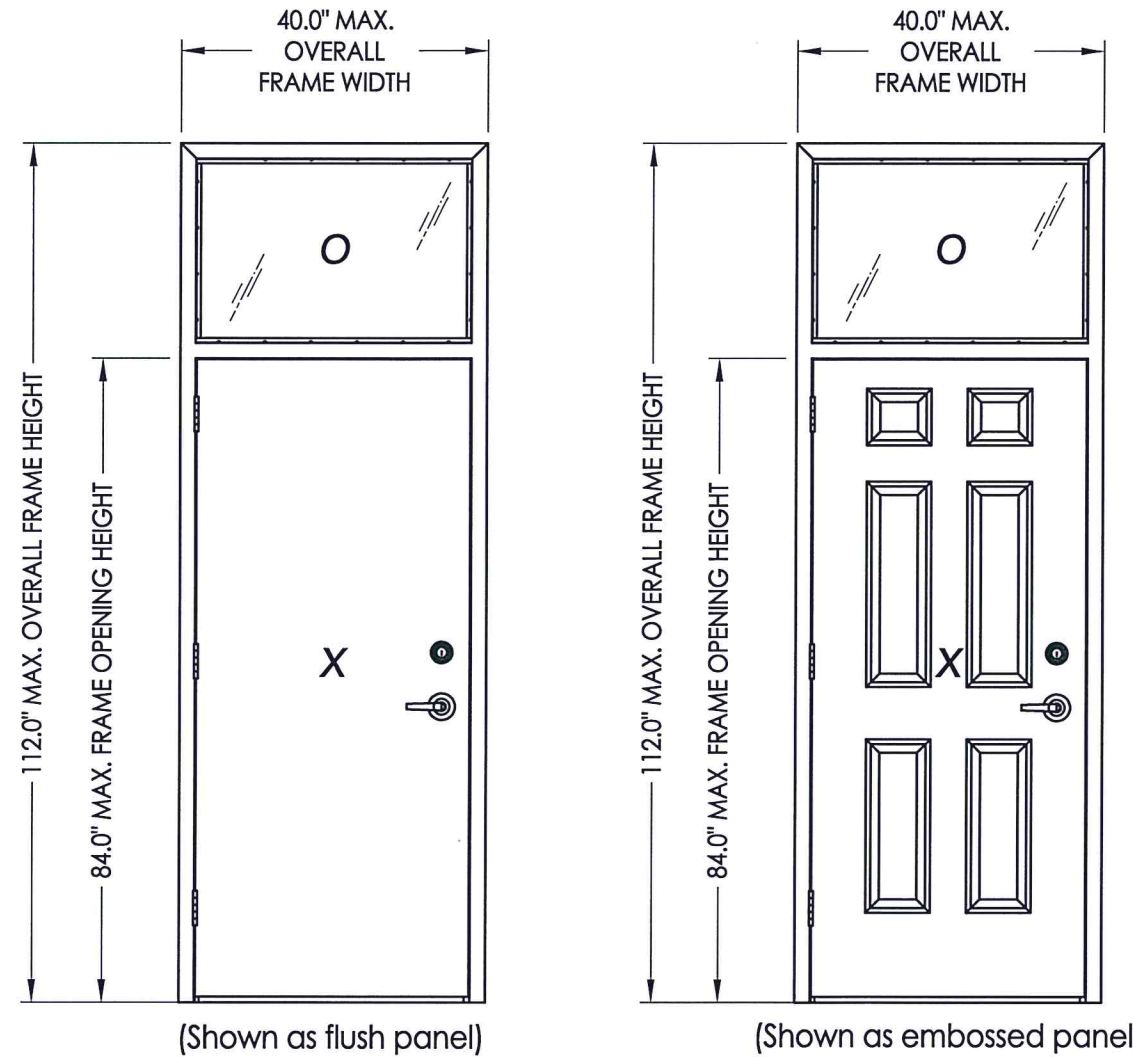 40.0" MAX.
OVERALL
FRAME WIDTH
112.0" MAX. OVERALL FRAME HEIGHT
84.0" MAX. FRAME OPENING HEIGHT
O
X
(Shown as flush panel)
40.0" MAX.
OVERALL
FRAME WIDTH
112.0" MAX. OVERALL FRAME HEIGHT
84.0" MAX. FRAME OPENING HEIGHT
O
X
(Shown as embossed panel